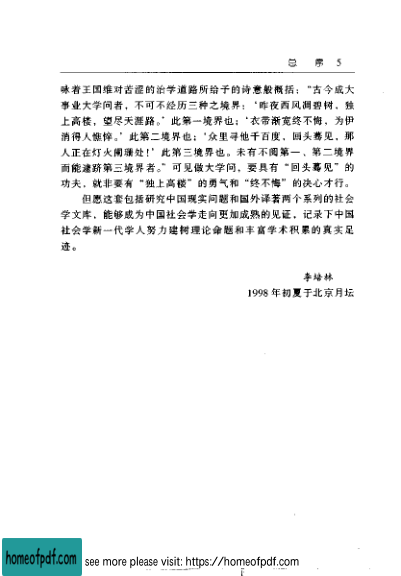 总 序 5
咏着王国维对苦涩的治学道路所给予的诗意般概括：“古今成大
事业大学问者，不可不经历三种之境界：‘昨夜西风凋碧树，独
上高楼，望尽天涯路。’此第一境界也；‘衣带渐宽终不悔，为伊
消得人憔悴。’此第二境界也；‘众里寻他千百度，回头蓦见，那
人正在灯火阑珊处！’此第三境界也。未有不阅第一、第二境界
而能遽跻第三境界者。”可见做大学问，要具有“回头蓦见”的
功夫，就非要有“独上高楼”的勇气和“终不悔”的决心才行。
但愿这套包括研究中国现实问题和国外译著两个系列的社会
学文库，能够成为中国社会学走向更加成熟的见证，记录下中国
社会学新一代学人努力建树理论命题和丰富学术积累的真实足
迹。
李培林
1998 年初夏于北京月坛
homeofpdf.com
see more please visit: https://homeofpdf.com